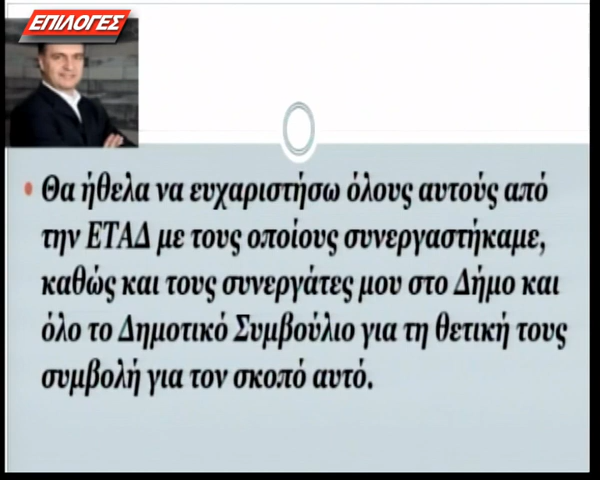 ΕΠΙΛΟΓΕΣ
• Θα ήθελα να ευχαριστήσω όλους αυτούς από
την ΕΤΑΔ με τους οποίους συνεργαστήκαμε,
καθώς και τους συνεργάτες μου στο Δήμο και
όλο το Δημοτικό Συμβούλιο για τη θετική τους
συμβολή για τον σκοπό αυτό.